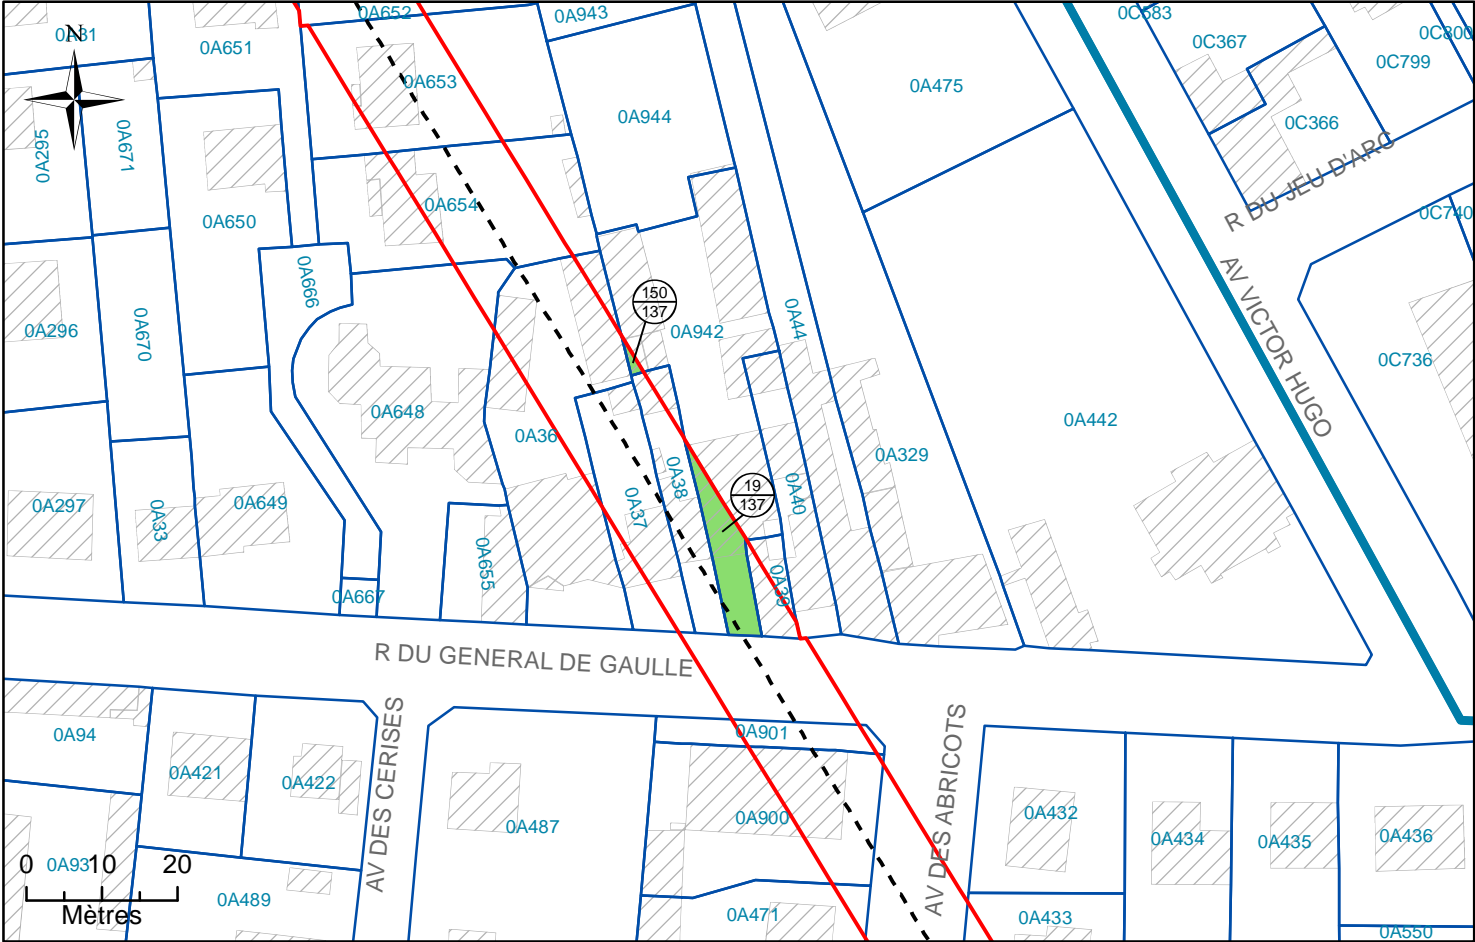 0A652
0A943
0C683
0A31
N
0A651
0C367
0C800
0C799
0A653
0A475
0A944
0C366
0A295
0A671
R DU JEU D'ARC
0A654
0A650
0C740
0A666
AV VICTOR HUGO
150
137
0A44
0A296
0A670
0A942
0C736
0A648
0A442
0A36
0A329
0A38
19
137
0A40
0A297
0A33
0A649
0A37
0A655
0A39
0A667
R DU GENERAL DE GAULLE
0A94
0A901
AV DES CERISES
AV DES ABRICOTS
0A421
0A422
0A487
0A900
0A432
0A434
0A435
0A436
0 10 20
0A93
Mètres
0A489
0A471
0A433
0A550